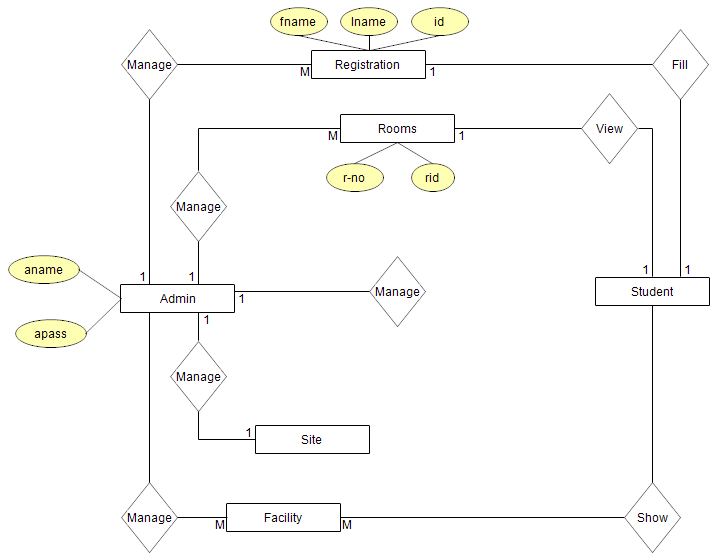 fname lname id
Manage Registration Fill
M 1
Rooms View
M 1
r-no rid
Manage
aname
1 1 1 1
Admin 1 Manage Student
1
apass
Manage
1 Site
Manage Facility Show
M M